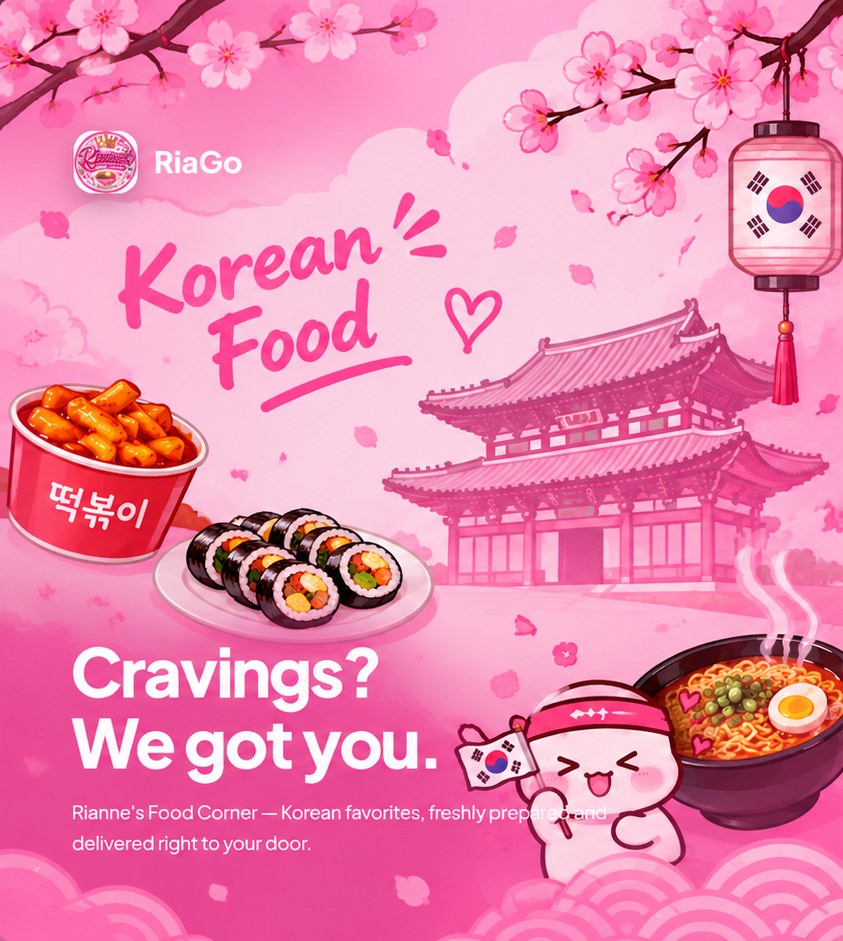 RiaGo
Korean
Food
떡볶이
Cravings?
We got you.
Rianne's Food Corner — Korean favorites, freshly prepared and
delivered right to your door.